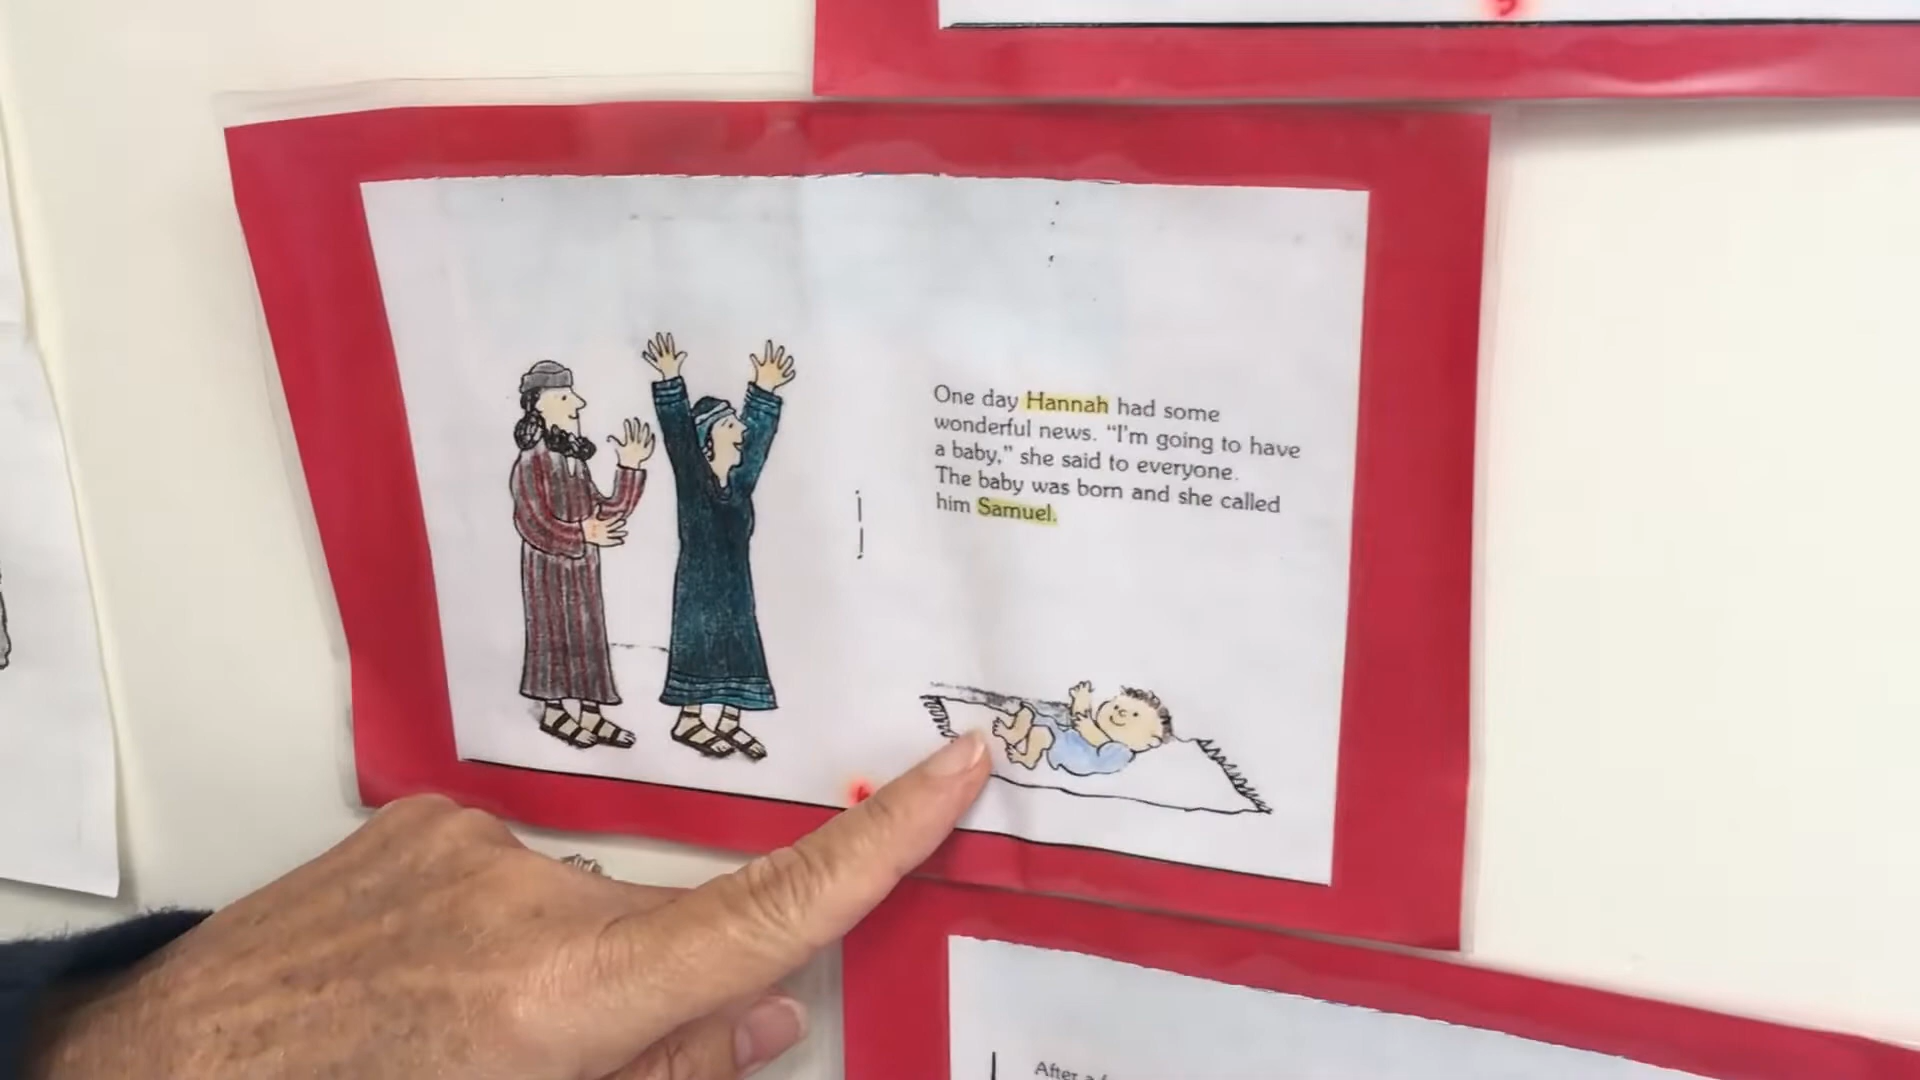 One day Hannah had some
wonderful news. “I'm going to have
a baby,” she said to everyone.
The baby was born and she called
him Samuel.
After a